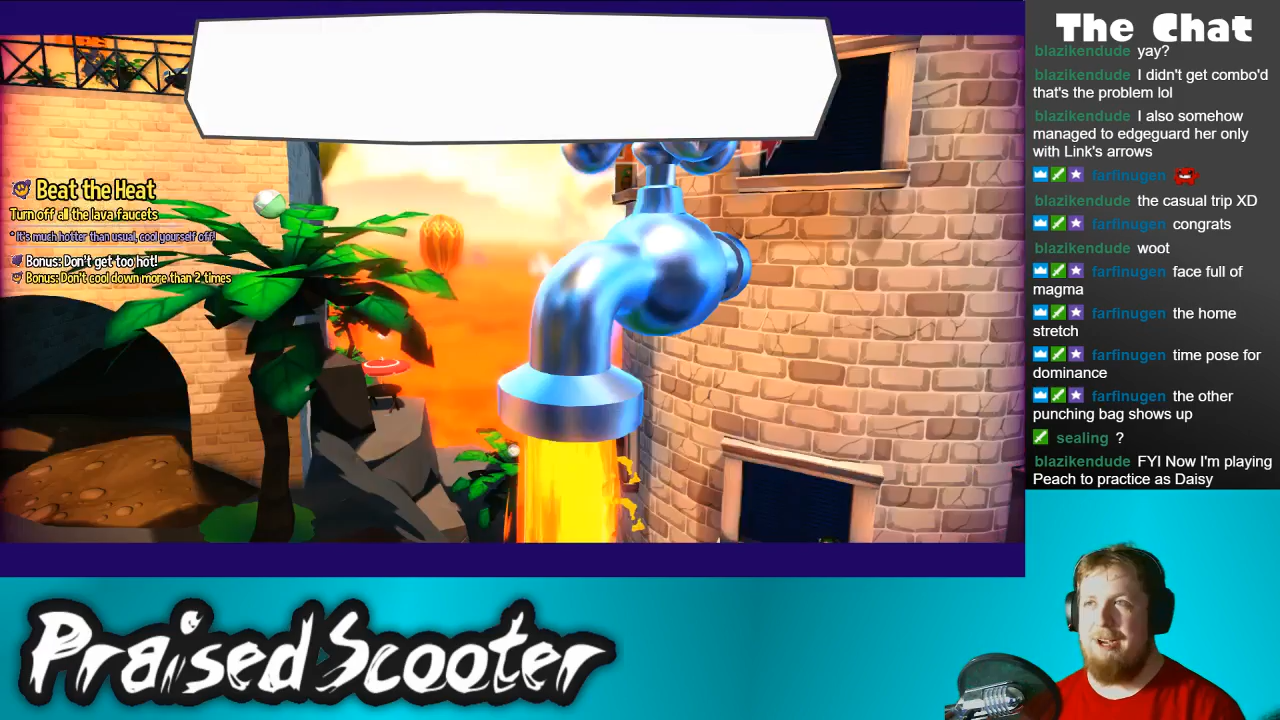 Beat the Heat
Turn off all the lava faucets
* It's much hotter than usual, cool yourself off!
Bonus: Don't get too hot!
Bonus: Don't cool down more than 2 times
The Chat
blazikendude yay?
blazikendude I didn't get combo'd
that's the problem lol
blazikendude I also somehow
managed to edgeguard her only
with Link's arrows
farfinugen
blazikendude the casual trip XD
farfinugen congrats
blazikendude woot
farfinugen face full of
magma
farfinugen the home
stretch
farfinugen time pose for
dominance
farfinugen the other
punching bag shows up
sealing ?
blazikendude FYI Now I'm playing
Peach to practice as Daisy
PraisedScooter